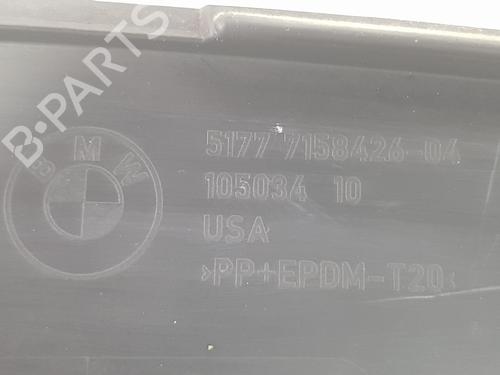 B-PARTS
BMW
5177 7158426-04
105034 10
USA
>PP+EPDM-T20<